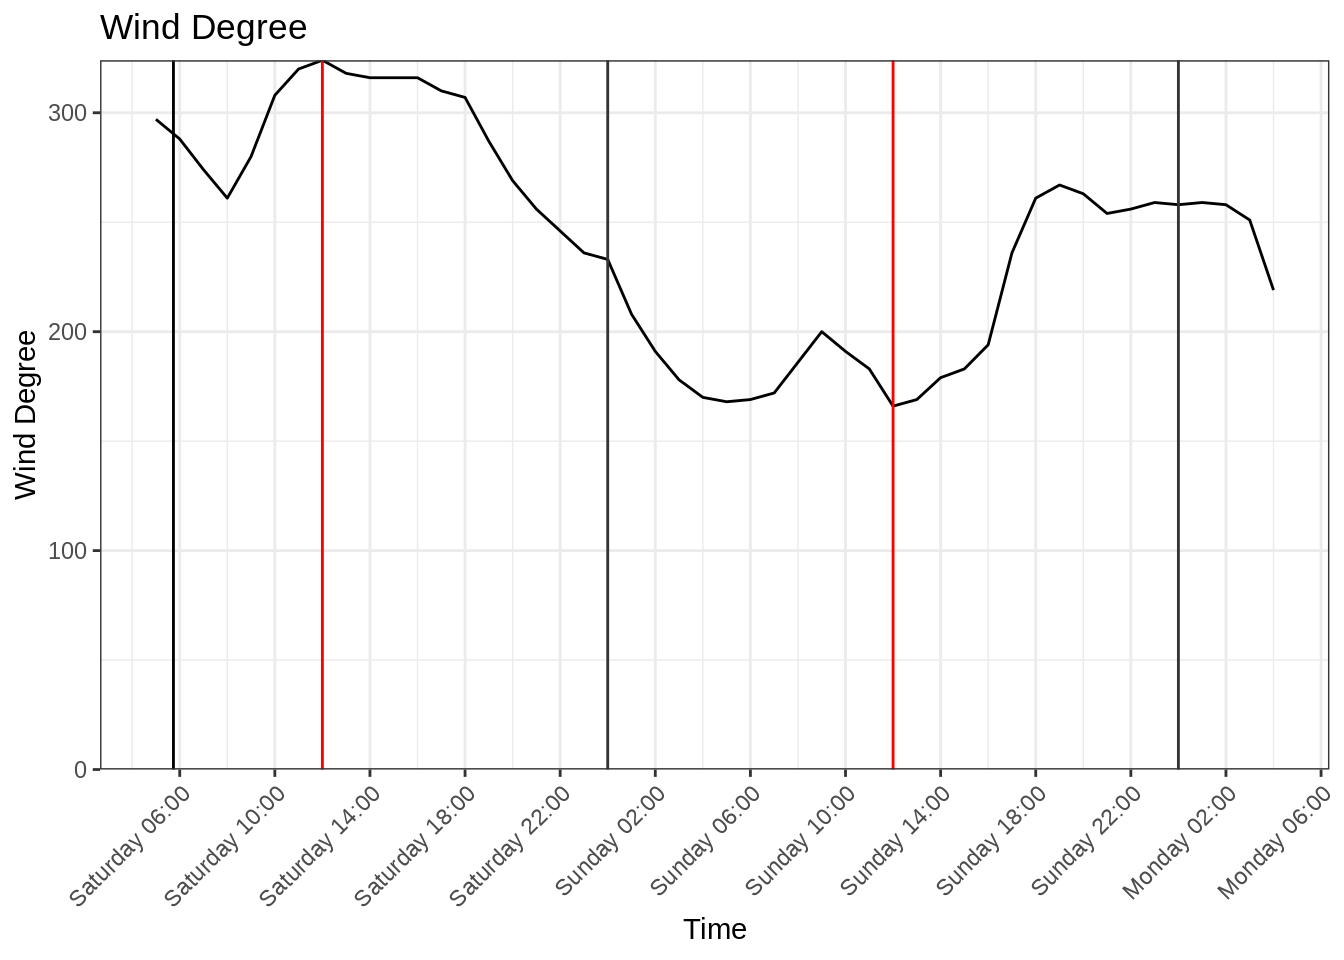 Wind Degree
Wind Degree
300
200
100
0
Saturday 06:00
Saturday 10:00
Saturday 14:00
Saturday 18:00
Saturday 22:00
Sunday 02:00
Sunday 06:00
Sunday 10:00
Sunday 14:00
Sunday 18:00
Sunday 22:00
Monday 02:00
Monday 06:00
Time